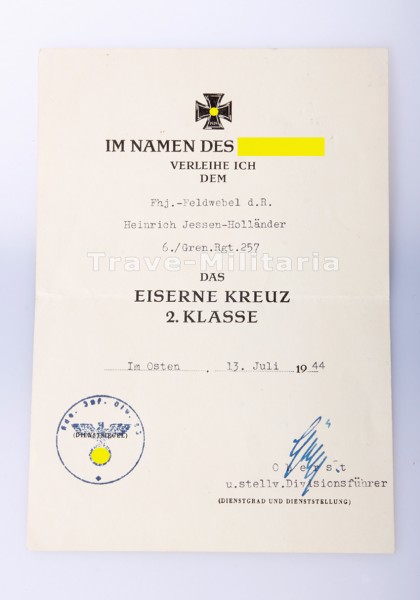 IM NAMEN DES
VERLEIHE ICH
DEM
Fhj.-Feldwebel d.R.
Heinrich Jessen-Holländer
6./Gren.Rgt.257
Trave-Militaria
DAS
EISERNE KREUZ
2. KLASSE
Im Osten , 13. Juli 1944
(DIENSTSIEGEL)
Oberst
u.stellv.Divisionsführer
(DIENSTGRAD UND DIENSTSTELLUNG)